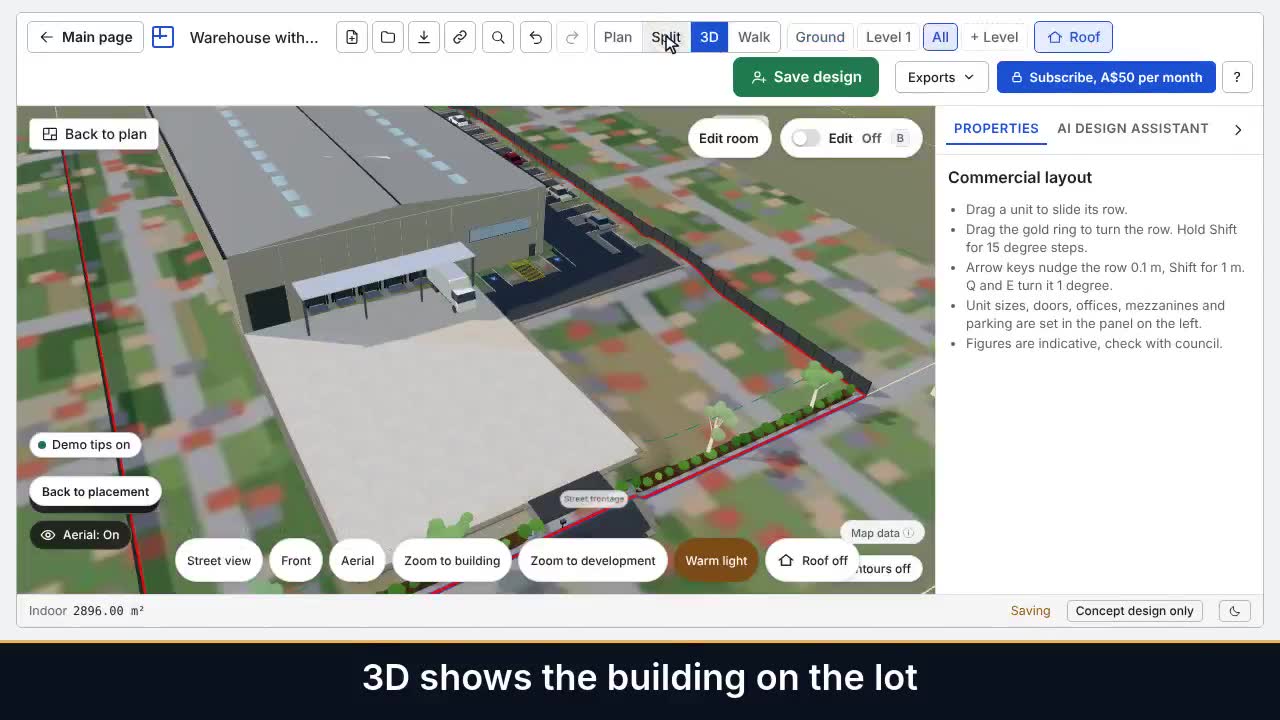 Main page
Warehouse with...
Plan
Split
3D
Walk
Ground
Level 1
All
+ Level
Roof
Save design
Exports
Subscribe, A$50 per month
?
Back to plan
Edit room
Edit Off B
PROPERTIES
AI DESIGN ASSISTANT
Commercial layout
• Drag a unit to slide its row.
• Drag the gold ring to turn the row. Hold Shift
for 15 degree steps.
• Arrow keys nudge the row 0.1 m, Shift for 1 m.
Q and E turn it 1 degree.
• Unit sizes, doors, offices, mezzanines and
parking are set in the panel on the left.
• Figures are indicative, check with council.
Demo tips on
Back to placement
Aerial: On
Street frontage
Map data
Street view
Front
Aerial
Zoom to building
Zoom to development
Warm light
Roof off
ntours off
Indoor 2896.00 m²
Saving
Concept design only
3D shows the building on the lot